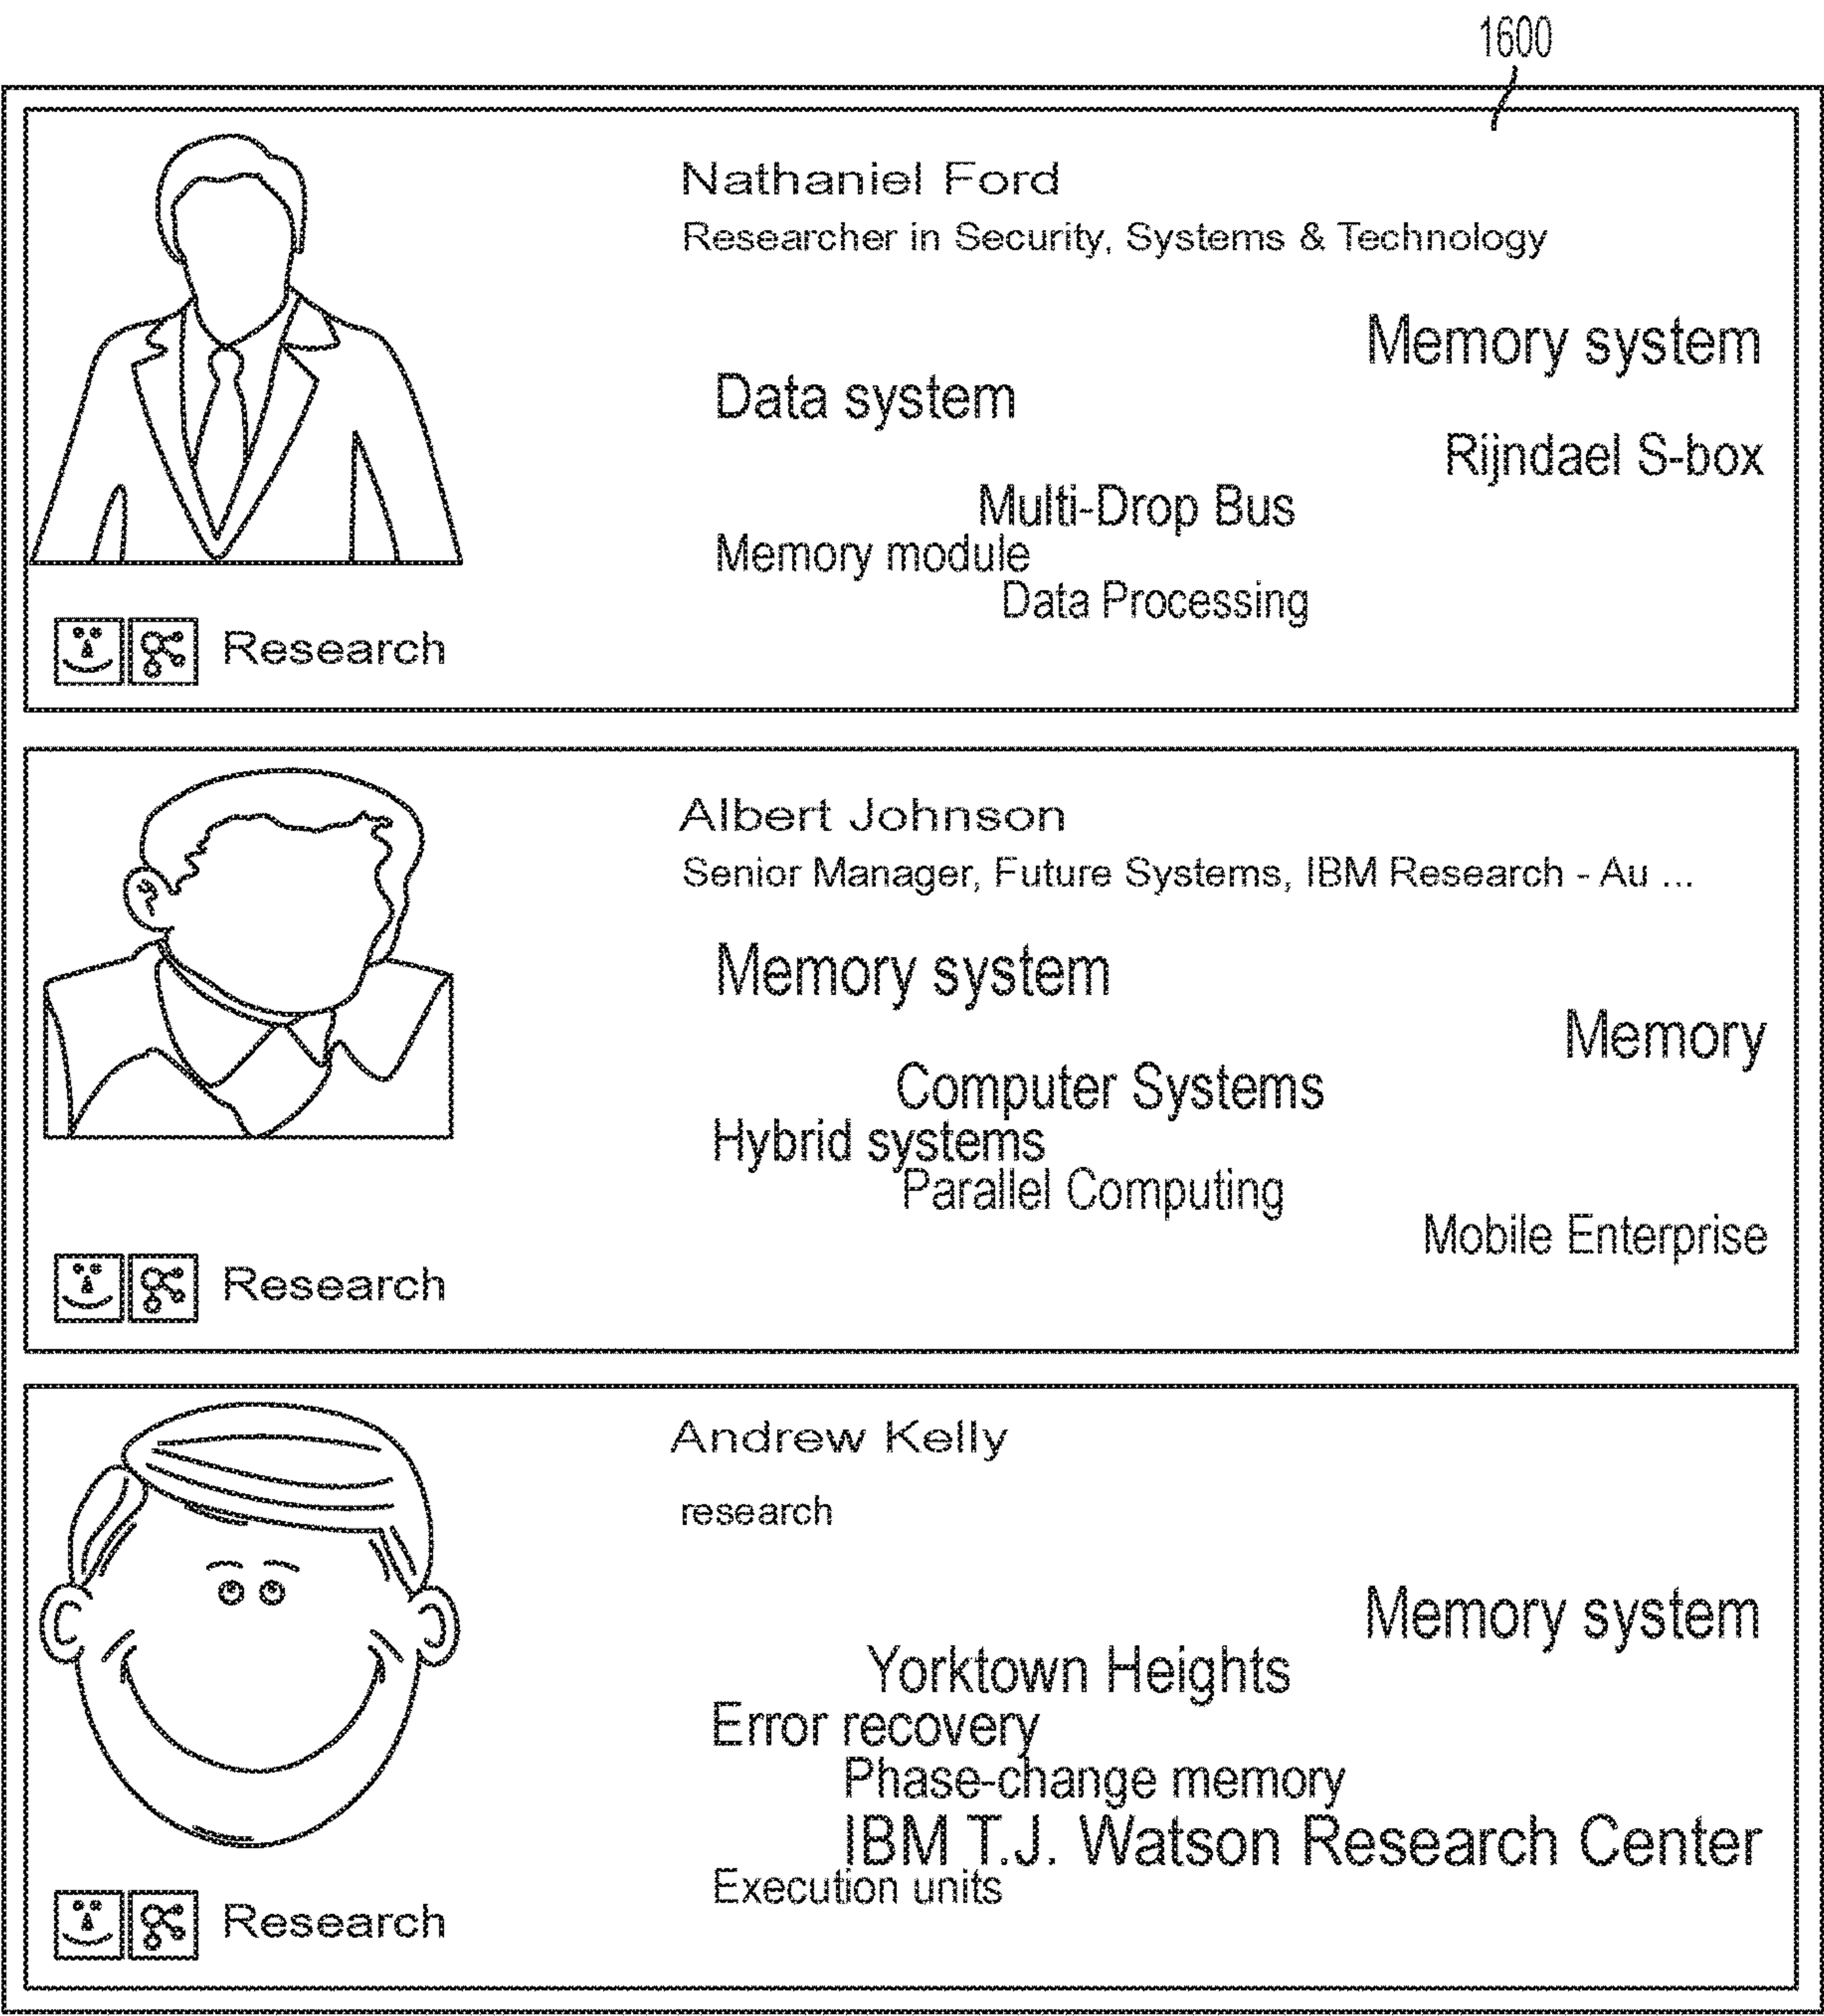 1600
Nathaniel Ford
Researcher in Security, Systems & Technology
Memory system
Data system
Rijndael S-box
Multi-Drop Bus
Memory module
Data Processing
Research
Albert Johnson
Senior Manager, Future Systems, IBM Research - Au ...
Memory system
Memory
Computer Systems
Hybrid systems
Parallel Computing
Mobile Enterprise
Research
Andrew Kelly
research
Memory system
Yorktown Heights
Error recovery
Phase-change memory
IBM T.J. Watson Research Center
Execution units
Research